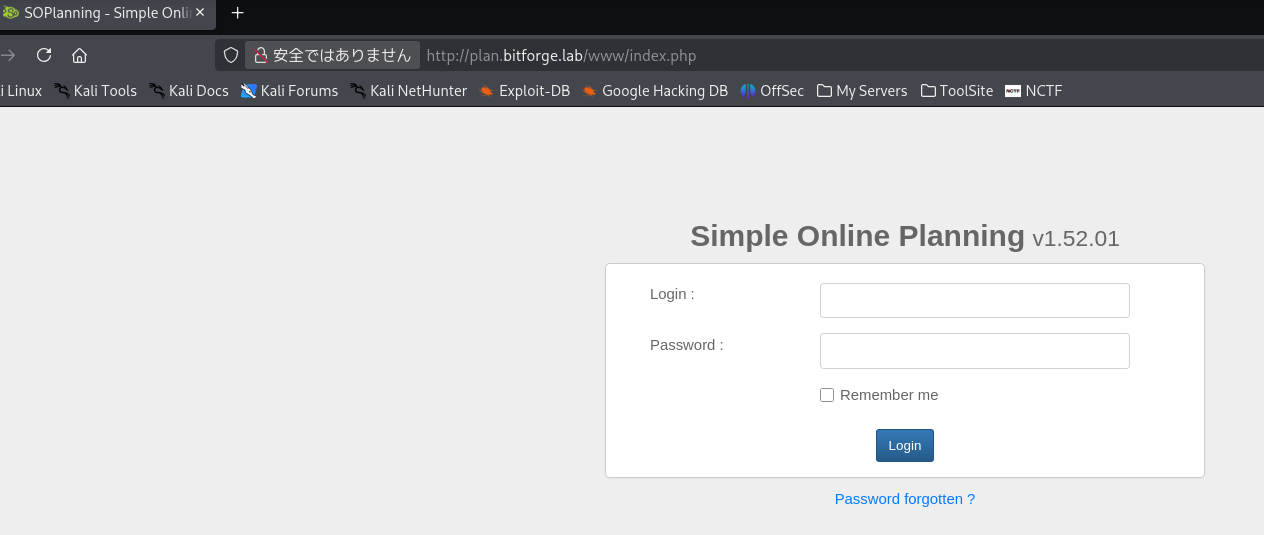 SOPlanning - Simple Onli
安全ではありません http://plan.bitforge.lab/www/index.php
i Linux Kali Tools Kali Docs Kali Forums Kali NetHunter Exploit-DB Google Hacking DB OffSec My Servers ToolSite NCTF NCTF
Simple Online Planning v1.52.01
Login :
Password :
Remember me
Login
Password forgotten ?